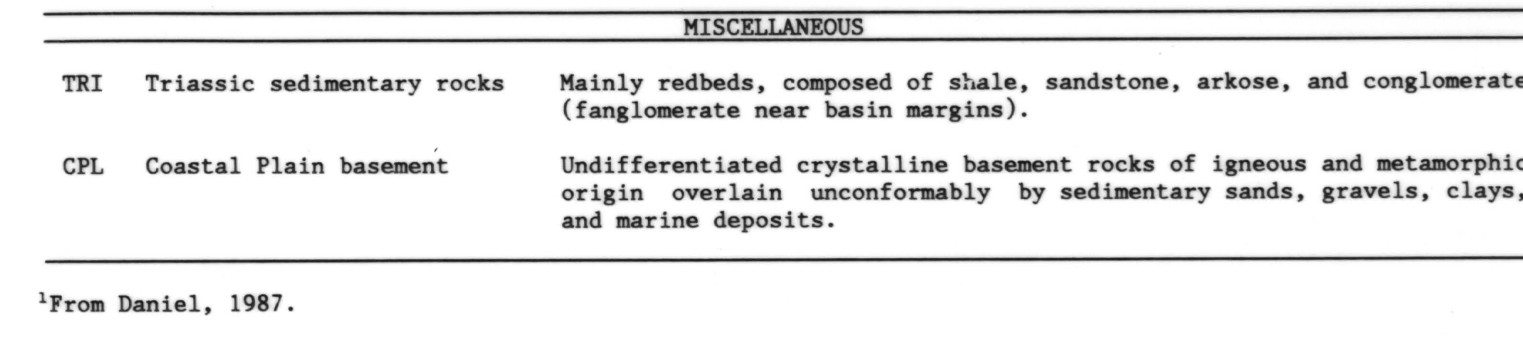 MISCELLANEOUS
TRI Triassic sedimentary rocks Mainly redbeds, composed of shale, sandstone, arkose, and conglomerate
(fanglomerate near basin margins).
CPL Coastal Plain basement Undifferentiated crystalline basement rocks of igneous and metamorphic
origin overlain unconformably by sedimentary sands, gravels, clays,
and marine deposits.
¹From Daniel, 1987.